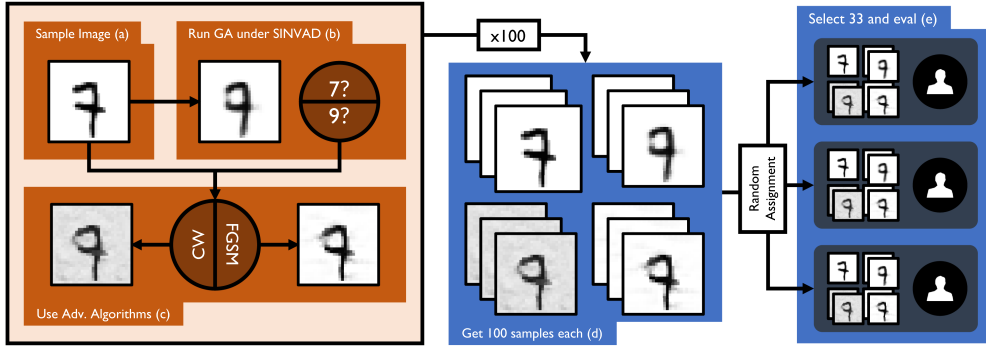 Sample Image (a)
Run GA under SINVAD (b)
7?
9?
CW
FGSM
Use Adv. Algorithms (c)
x100
Get 100 samples each (d)
Random
Assignment
Select 33 and eval (e)